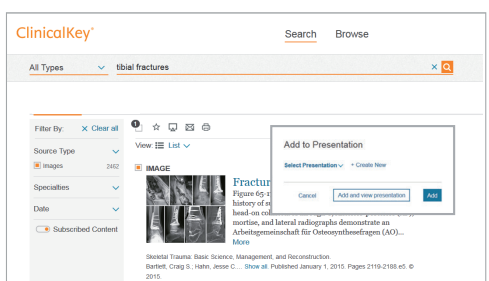 ClinicalKey®
Search Browse
All Types tibial fractures
Filter By: × Clear all
1
View: List
Source Type
Images 2462
IMAGE
Specialties
Date
Subscribed Content
Fractur
Figure 65-1
history of su
head-on col
mortise, and lateral radiographs demonstrate an
Arbeitsgemeinschaft für Osteosynthesefragen (AO)...
More
Skeletal Trauma: Basic Science, Management, and Reconstruction.
Bartlett, Craig S.; Hahn, Jesse C.... Show all. Published January 1, 2015. Pages 2119-2188.e5. ©
2015.
Add to Presentation
Select Presentation + Create New
Cancel Add and view presentation Add